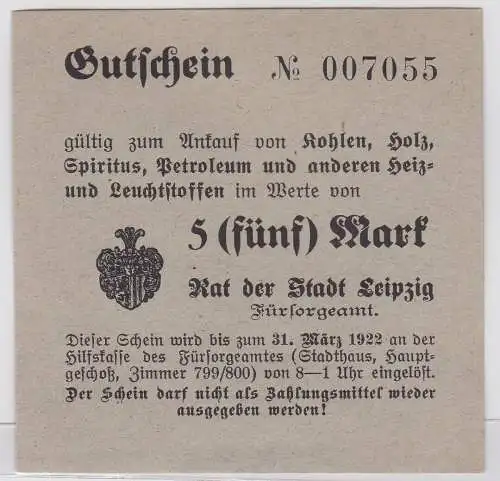 Gutschein № 007055
gültig zum Ankauf von Kohlen, Holz,
Spiritus, Petroleum und anderen Heiz-
und Leuchtstoffen im Werte von
5 (fünf) Mark
Rat der Stadt Leipzig
Fürsorgeamt.
Dieser Schein wird bis zum 31. März 1922 an der
Hilfskasse des Fürsorgeamtes (Stadthaus, Haupt-
geschoß, Zimmer 799/800) von 8—1 Uhr eingelöst.
Der Schein darf nicht als Zahlungsmittel wieder
ausgegeben werden!